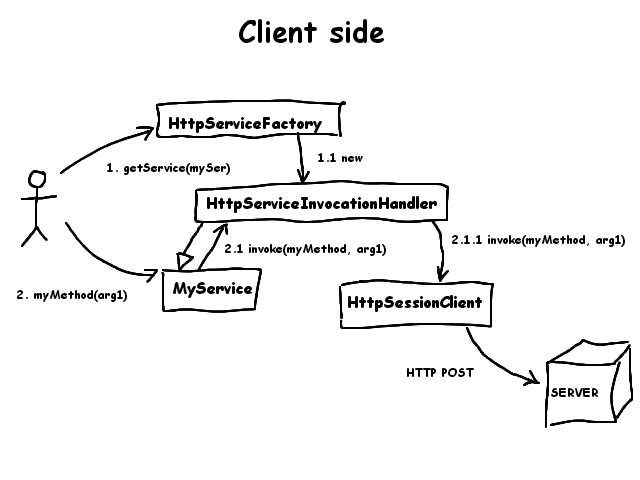 Client side
HttpServiceFactory
1. getService(mySer)
1.1 new
HttpServiceInvocationHandler
2.1 invoke(myMethod, arg1)
2.1.1 invoke(myMethod, arg1)
2. myMethod(arg1)
MyService
HttpSessionClient
HTTP POST
SERVER